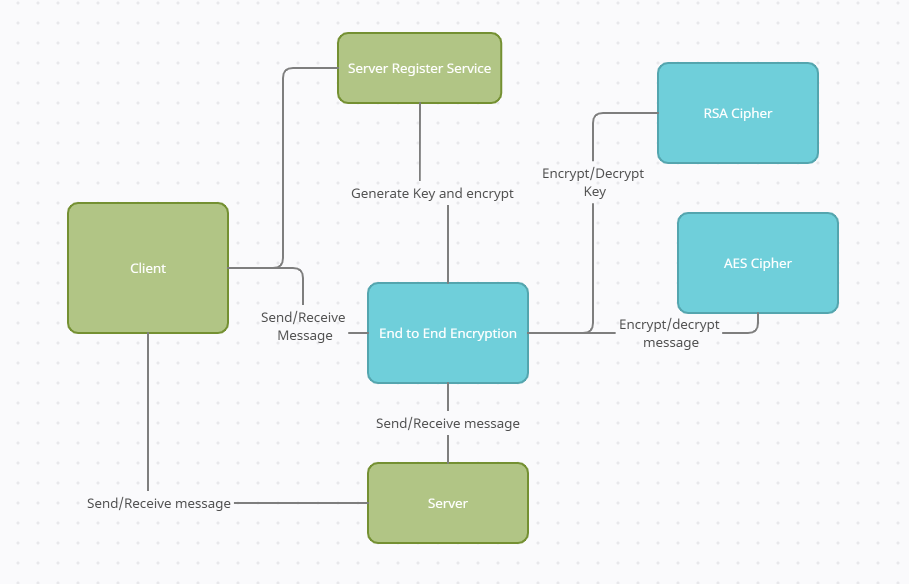 Server Register Service
RSA Cipher
Encrypt/Decrypt
Key
Generate Key and encrypt
Client
AES Cipher
Send/Receive
Message
End to End Encryption
Encrypt/decrypt
message
Send/Receive message
Send/Receive message
Server